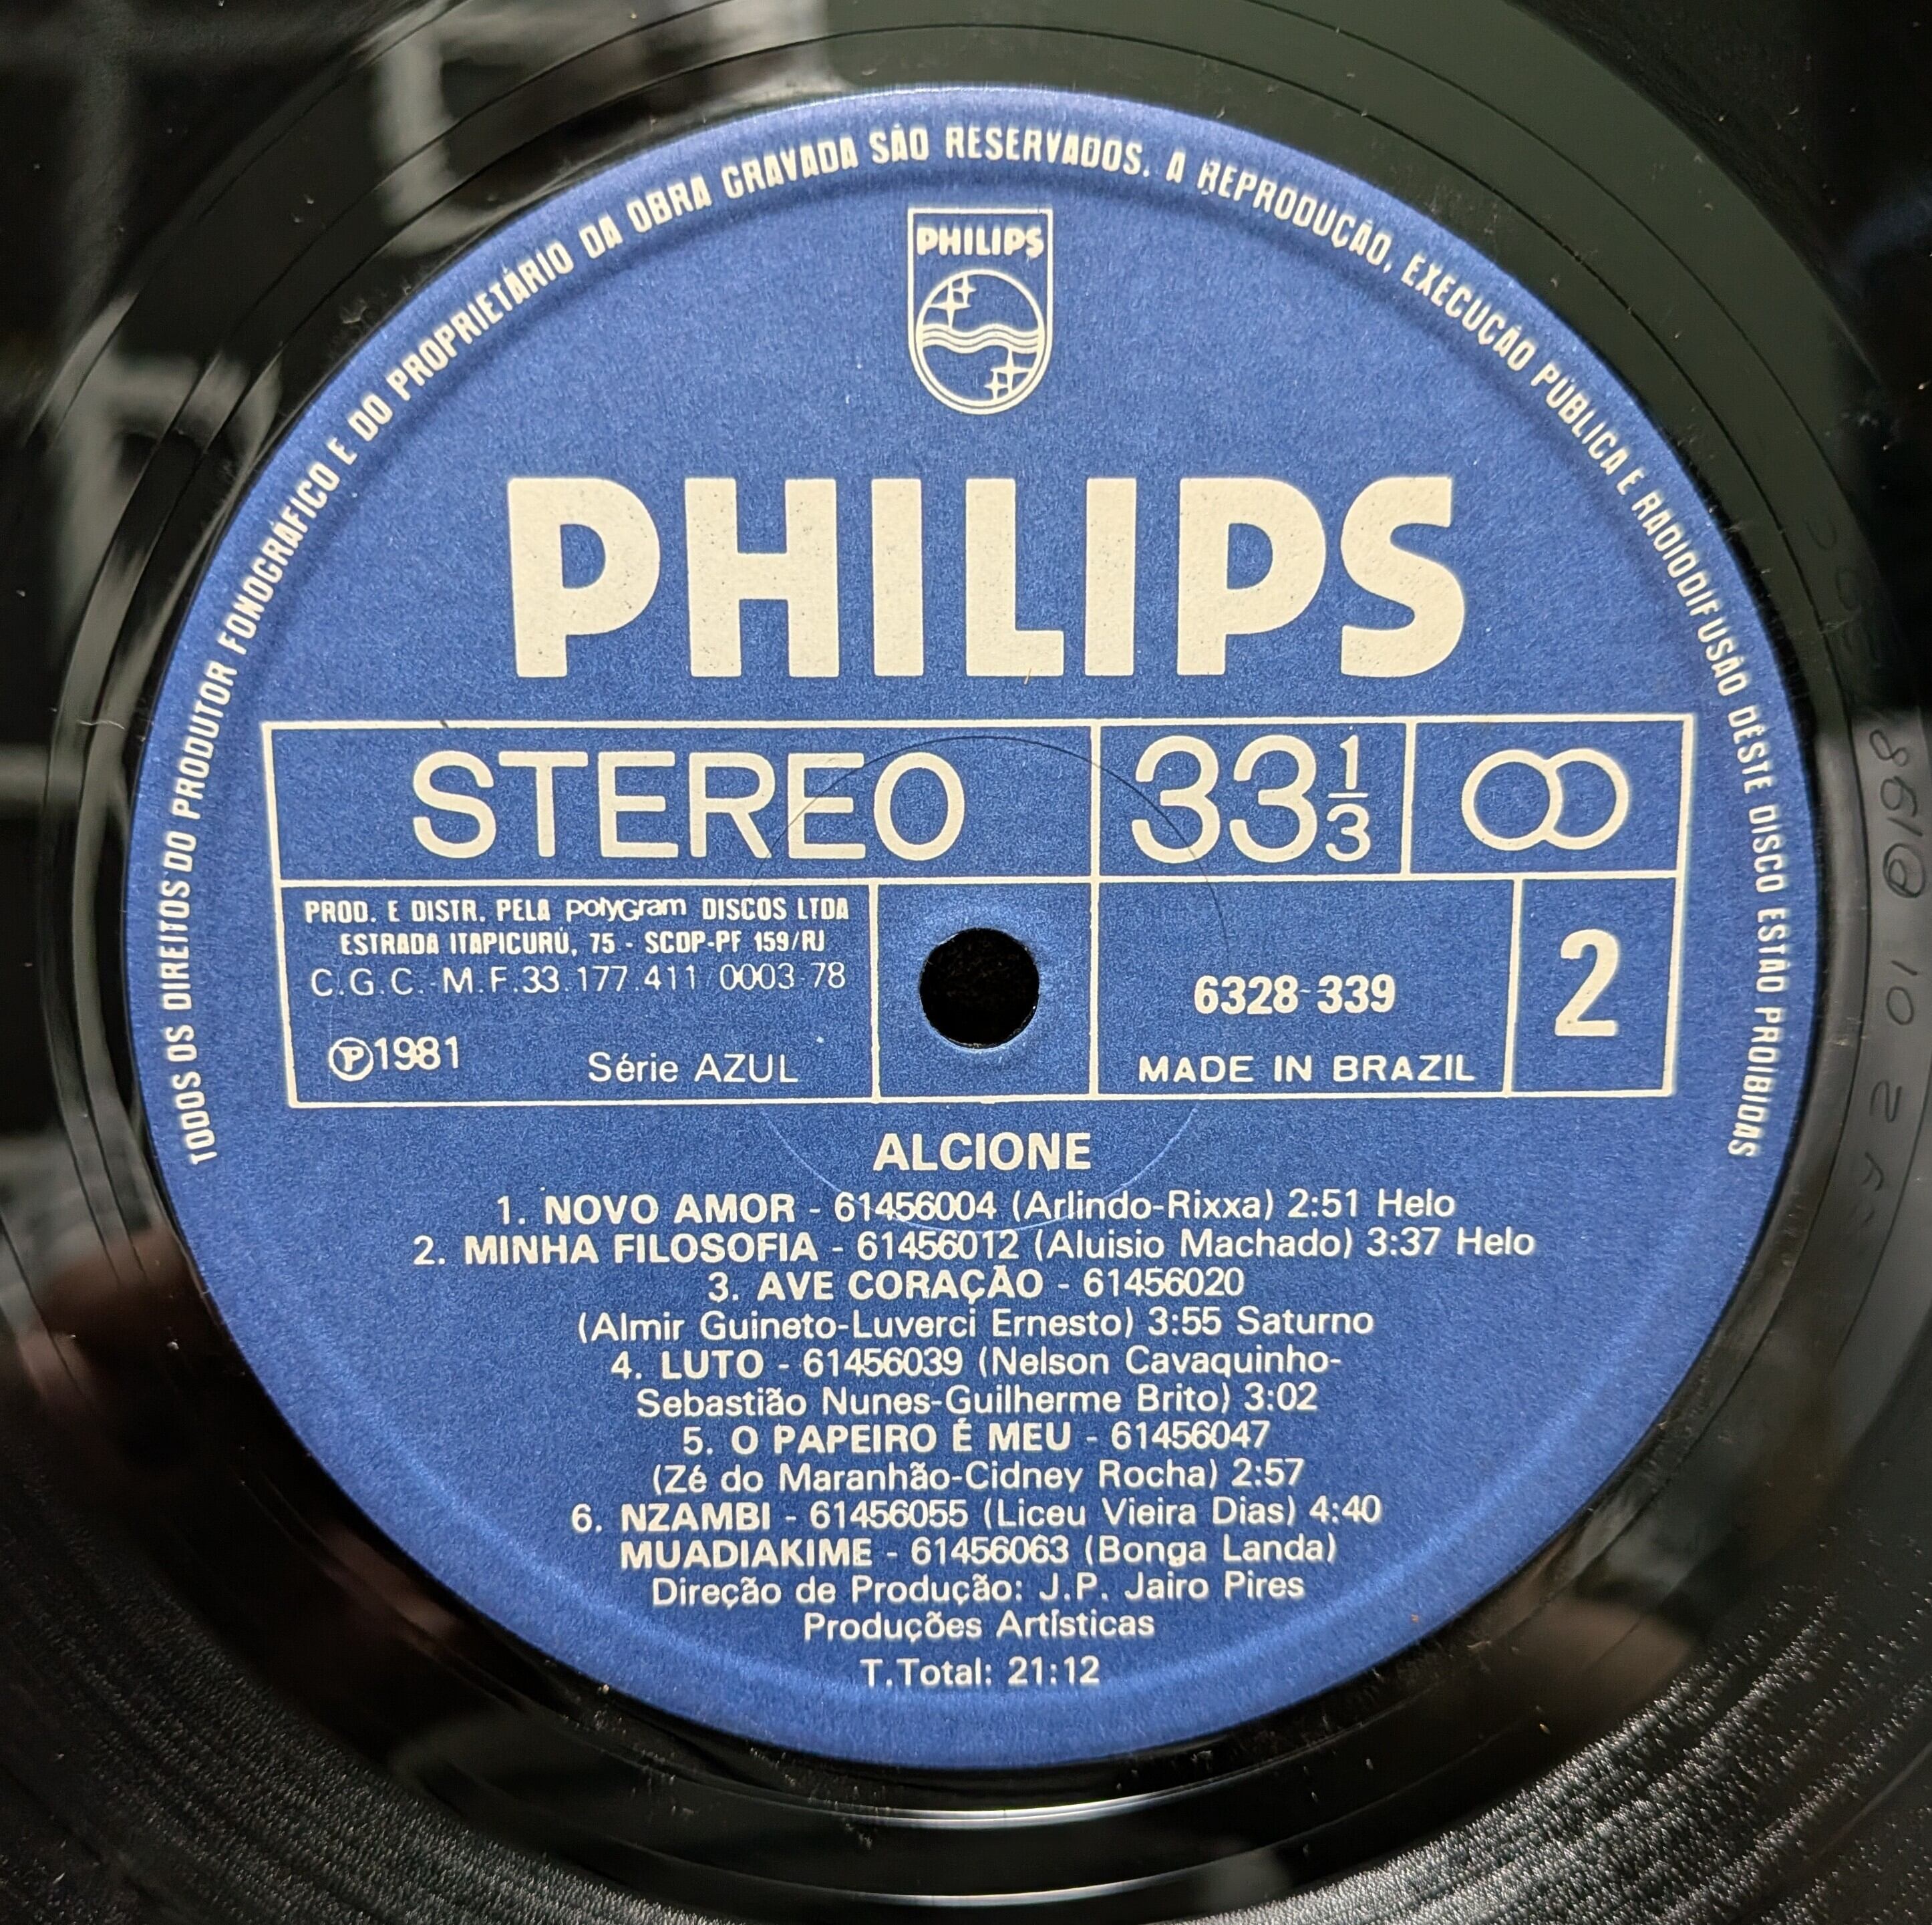 TODOS OS DIREITOS DO PRODUTOR FONOGRÁFICO E DO PROPRIETÁRIO DA OBRA GRAVADA SÃO RESERVADOS. A REPRODUÇÃO, EXECUÇÃO PÚBLICA E RADIODIFUSÃO DÊSTE DISCO ESTÃO PROIBIDAS
PHILIPS
PHILIPS
STEREO 33 1/3
PROD. E DISTR. PELA polyGram DISCOS LTDA
ESTRADA ITAPICURÚ, 75 - SCDP-PF 159/RJ
C.G.C.-M.F.33.177.411 0003-78
Ⓟ1981 Série AZUL
6328-339
MADE IN BRAZIL
2
ALCIONE
1. NOVO AMOR - 61456004 (Arlindo-Rixxa) 2:51 Helo
2. MINHA FILOSOFIA - 61456012 (Aluisio Machado) 3:37 Helo
3. AVE CORAÇÃO - 61456020
(Almir Guineto-Luverci Ernesto) 3:55 Saturno
4. LUTO - 61456039 (Nelson Cavaquinho-
Sebastião Nunes-Guilherme Brito) 3:02
5. O PAPEIRO É MEU - 61456047
(Zé do Maranhão-Cidney Rocha) 2:57
6. NZAMBI - 61456055 (Liceu Vieira Dias) 4:40
MUADIAKIME - 61456063 (Bonga Landa)
Direção de Produção: J.P. Jairo Pires
Produções Artísticas
T.Total: 21:12